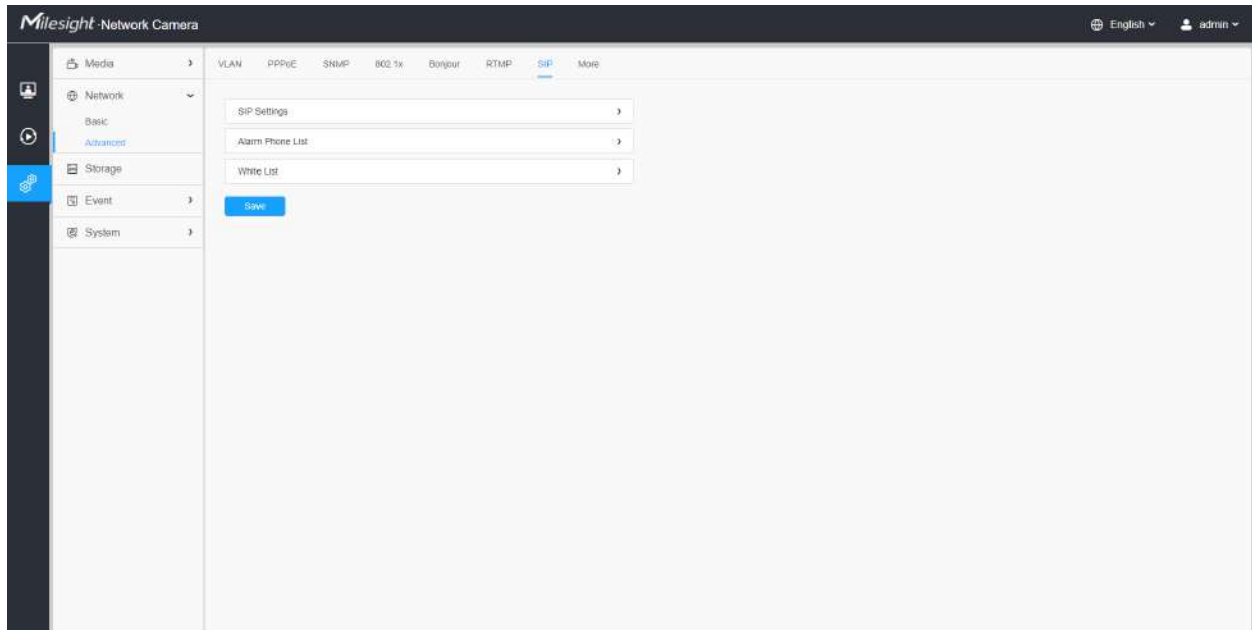 Milesight-Network Camera
English
admin
Media
Network
Basic
Advanced
Storage
Event
System
VLAN PPPoE SNMP 802.1x Bonjour RTMP SIP More
SIP Settings
Alarm Phone List
White List
Save